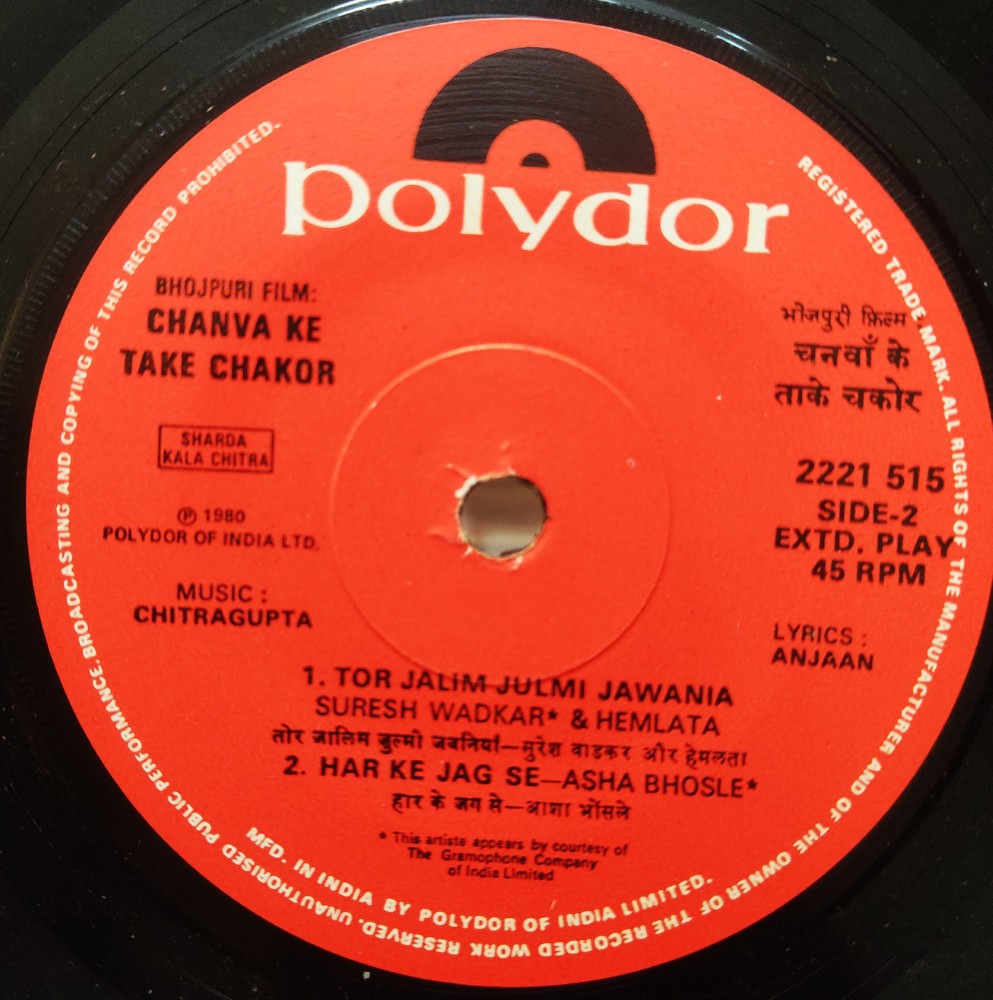 polydor
BHOJPURI FILM:
CHANVA KE
TAKE CHAKOR
SHARDA
KALA CHITRA
℗ 1980
POLYDOR OF INDIA LTD.
MUSIC :
CHITRAGUPTA
भोजपुरी फ़िल्म :
चनवाँ के
ताके चकोर
2221 515
SIDE-2
EXTD. PLAY
45 RPM
LYRICS :
ANJAAN
1. TOR JALIM JULMI JAWANIA
SURESH WADKAR* & HEMLATA
तोर जालिम जुल्मी जवनियाँ—सुरेश वाडकर और हेमलता
2. HAR KE JAG SE—ASHA BHOSLE*
हार के जग से—आशा भोंसले
* This artiste appears by courtesy of
The Gramophone Company
of India Limited
MFD. IN INDIA BY POLYDOR OF INDIA LIMITED.
REGISTERED TRADE MARK. ALL RIGHTS OF THE MANUFACTURER AND OF THE OWNER OF THE RECORDED WORK RESERVED. UNAUTHORISED PUBLIC PERFORMANCE. BROADCASTING AND COPYING OF THIS RECORD PROHIBITED.